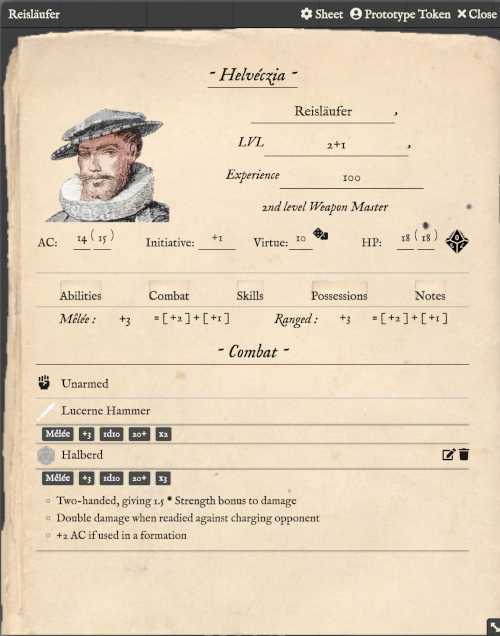 Reisläufer Sheet Prototype Token Close
~ Helvéczia ~
Reisläufer ,
LVL 2+1 ,
Experience 100
2nd level Weapon Master
AC: 14 ( 15 ) Initiative: +1 Virtue: 10 HP: 18 ( 18 )
Abilities Combat Skills Possessions Notes
Mêlée : +3 = [ +2 ] + [ +1 ] Ranged : +3 = [ +2 ] + [ +1 ]
~ Combat ~
Unarmed
Lucerne Hammer
Mêlée +3 1d10 20+ x2
Halberd
Mêlée +3 1d10 20+ x3
Two-handed, giving 1.5 * Strength bonus to damage
Double damage when readied against charging opponent
+2 AC if used in a formation